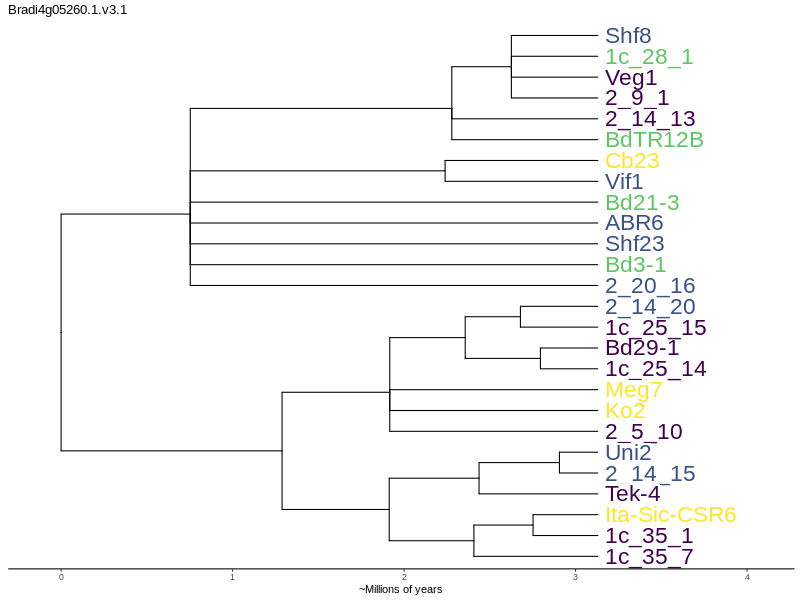 Bradi4g05260.1.v3.1
Shf8
1c_28_1
Veg1
2_9_1
2_14_13
BdTR12B
Cb23
Vif1
Bd21-3
ABR6
Shf23
Bd3-1
2_20_16
2_14_20
1c_25_15
Bd29-1
1c_25_14
Meg7
Ko2
2_5_10
Uni2
2_14_15
Tek-4
Ita-Sic-CSR6
1c_35_1
1c_35_7
0 1 2 3 4
~Millions of years